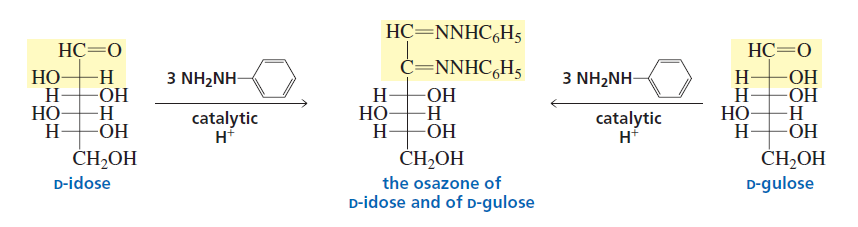 HC=O
HO H
H OH
HO H
H OH
CH₂OH
D-idose
3 NH₂NH-
catalytic
H⁺
HC=NNHC₆H₅
C=NNHC₆H₅
H OH
HO H
H OH
CH₂OH
the osazone of
D-idose and of D-gulose
3 NH₂NH-
catalytic
H⁺
HC=O
H OH
H OH
HO H
H OH
CH₂OH
D-gulose